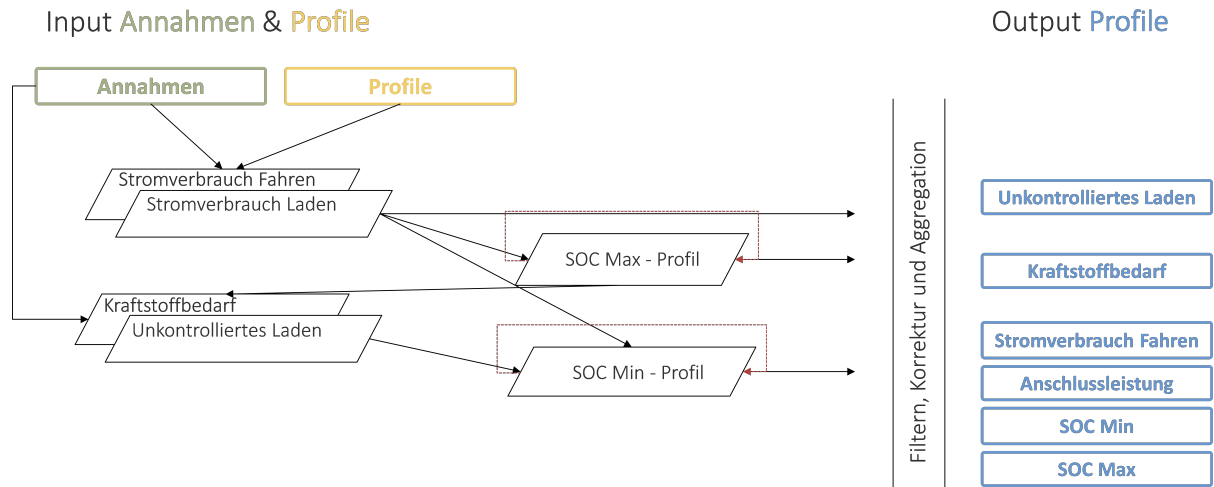 Input Annahmen & Profile
Output Profile
Annahmen
Profile
Stromverbrauch Fahren
Stromverbrauch Laden
SOC Max - Profil
Kraftstoffbedarf
Unkontrolliertes Laden
SOC Min - Profil
Filtern, Korrektur und Aggregation
Unkontrolliertes Laden
Kraftstoffbedarf
Stromverbrauch Fahren
Anschlussleistung
SOC Min
SOC Max